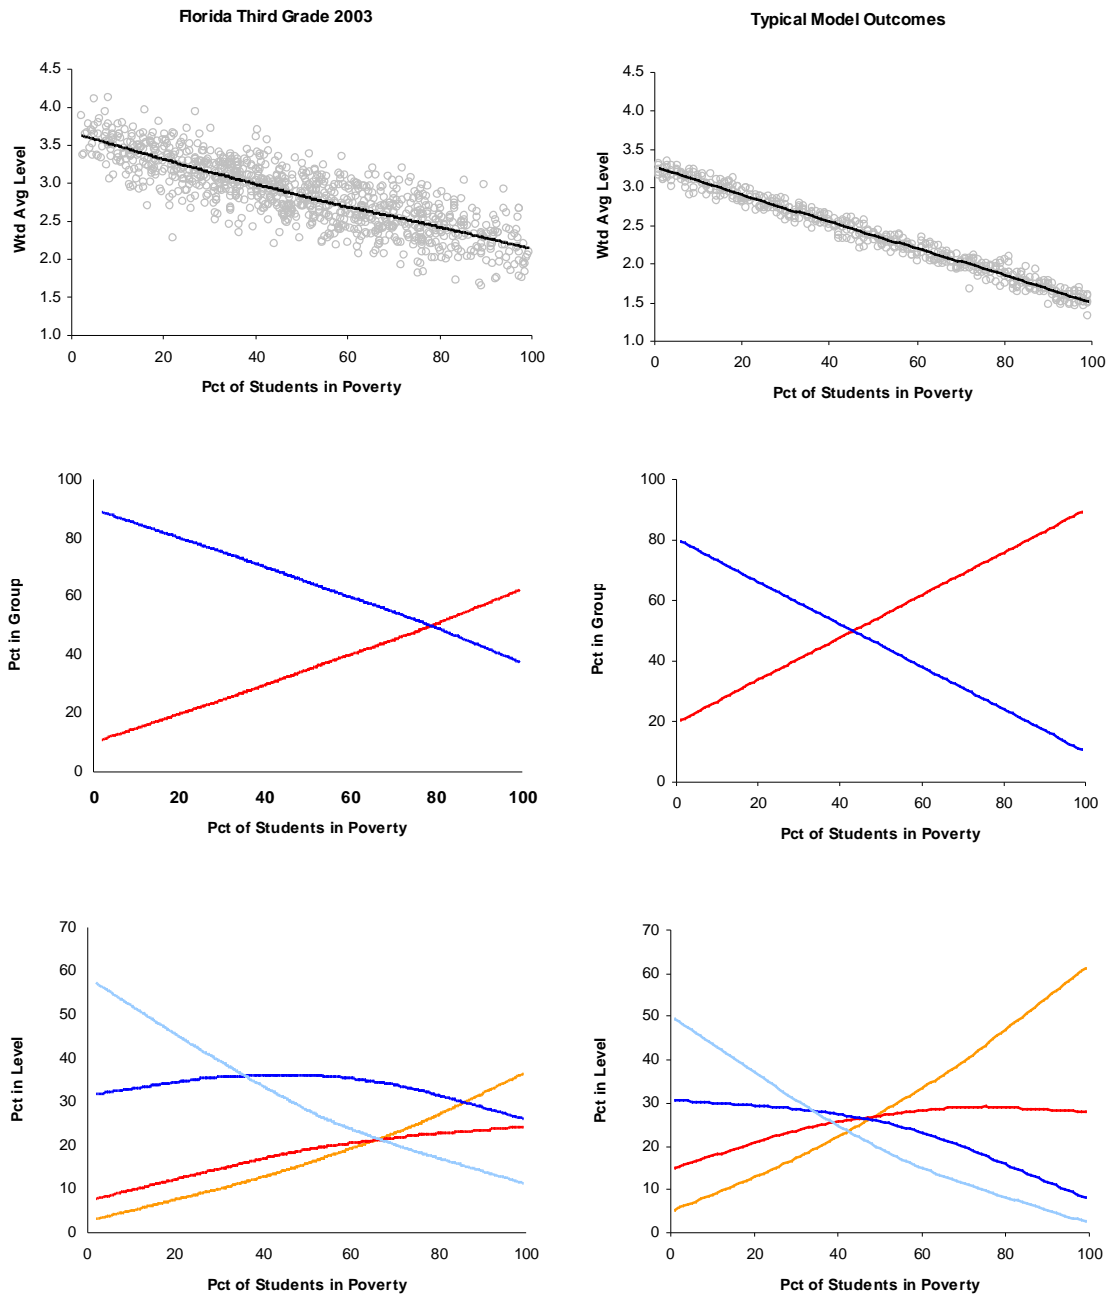 Florida Third Grade 2003
Typical Model Outcomes
Wtd Avg Level
4.5
4.0
3.5
3.0
2.5
2.0
1.5
1.0
0 20 40 60 80 100
Pct of Students in Poverty
Wtd Avg Level
4.5
4.0
3.5
3.0
2.5
2.0
1.5
1.0
0 20 40 60 80 100
Pct of Students in Poverty
Pct in Group
100
80
60
40
20
0
0 20 40 60 80 100
Pct of Students in Poverty
Pct in Group
100
80
60
40
20
0
0 20 40 60 80 100
Pct of Students in Poverty
Pct in Level
70
60
50
40
30
20
10
0
0 20 40 60 80 100
Pct of Students in Poverty
Pct in Level
70
60
50
40
30
20
10
0
0 20 40 60 80 100
Pct of Students in Poverty